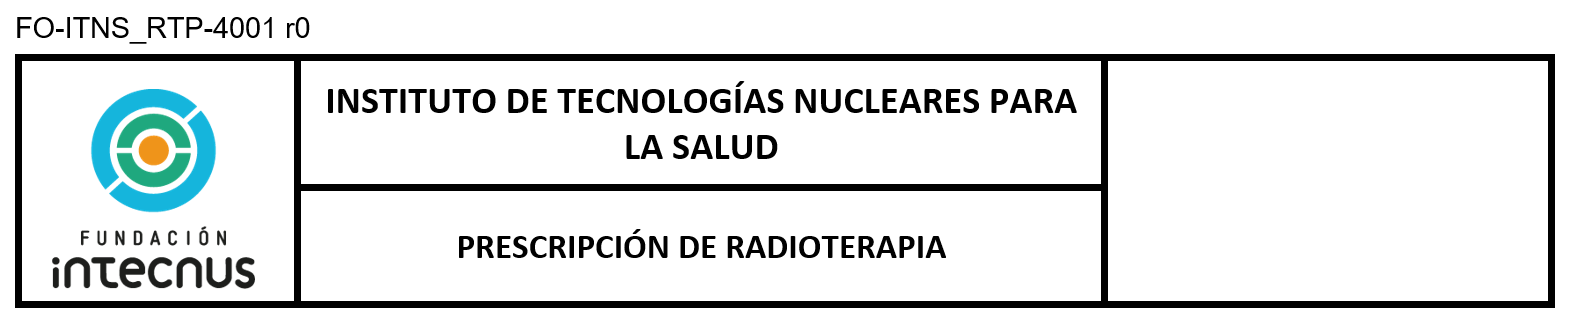 FO-ITNS_RTP-4001 r0
INSTITUTO DE TECNOLOGÍAS NUCLEARES PARA
LA SALUD
PRESCRIPCIÓN DE RADIOTERAPIA
FUNDACIÓN
intecnus